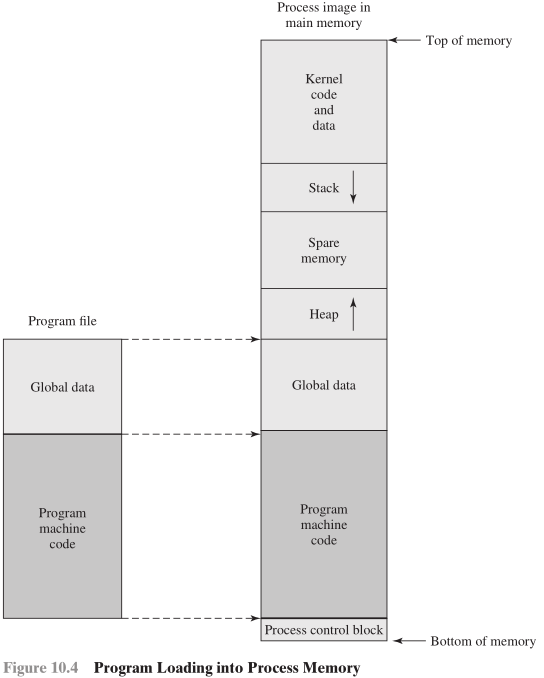 Process image in
main memory
Top of memory
Kernel
code
and
data
Stack
Spare
memory
Heap
Program file
Global data
Global data
Program
machine
code
Program
machine
code
Process control block
Bottom of memory
Figure 10.4 Program Loading into Process Memory